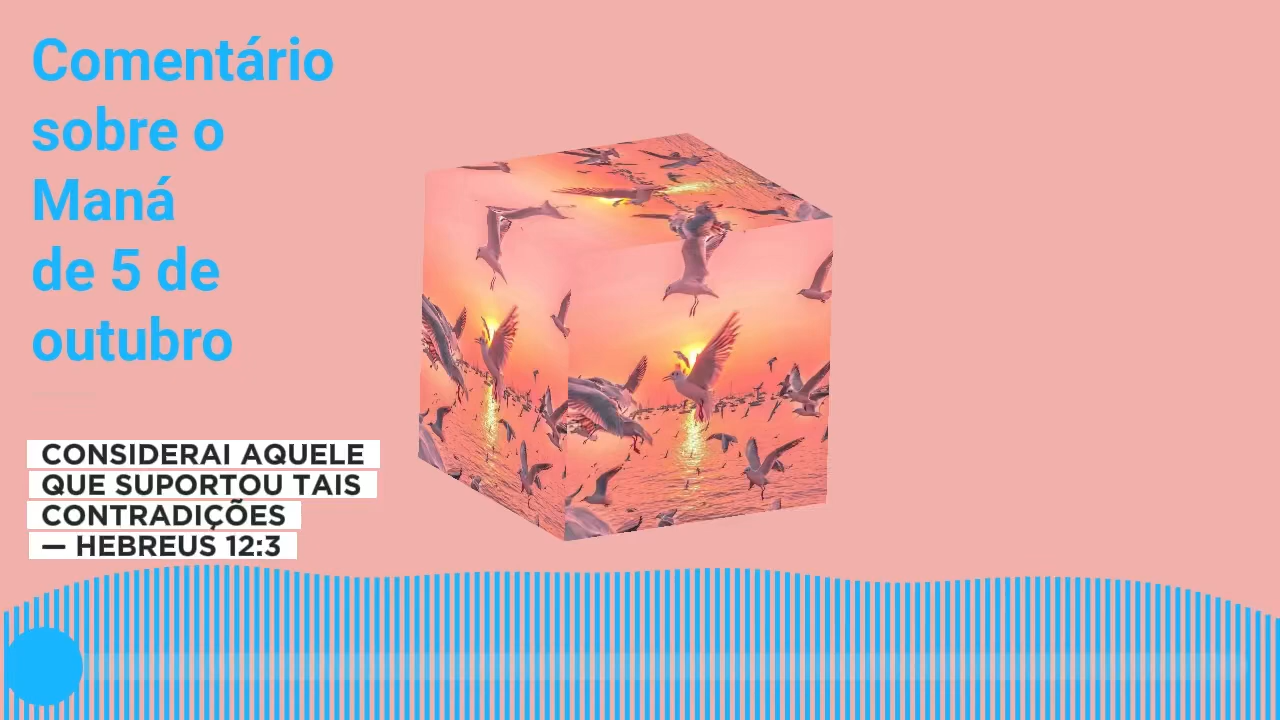 Comentário
sobre o
Maná
de 5 de
outubro
CONSIDERAI AQUELE
QUE SUPORTOU TAIS
CONTRADIÇÕES
— HEBREUS 12:3